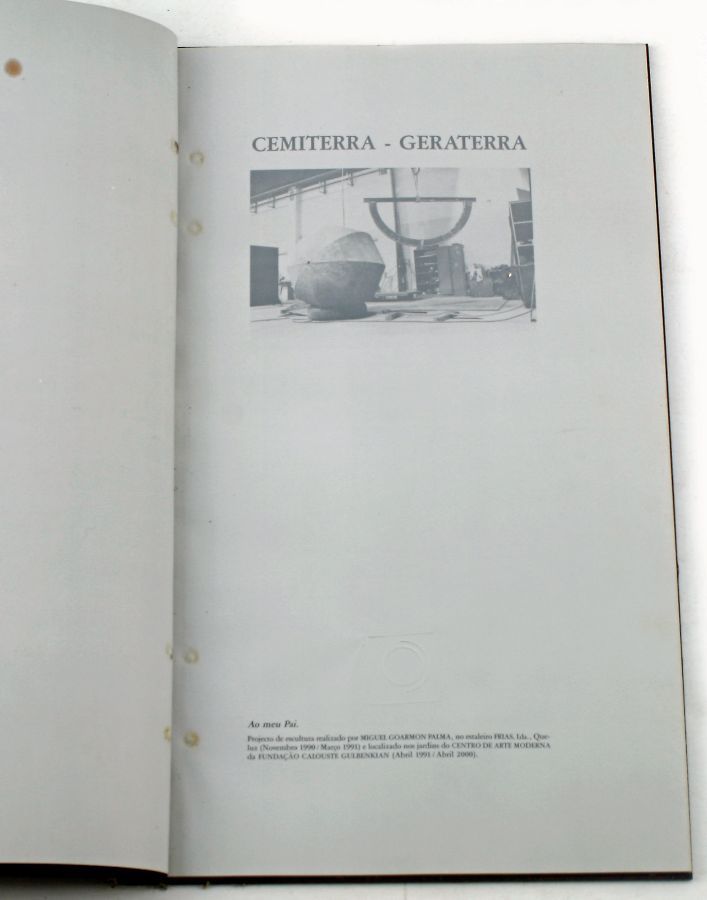 CEMITERRA - GERATERRA
Ao meu Pai.
Projecto de escultura realizado por MIGUEL GOARMON PALMA, no estaleiro FRIAS, lda., Que-
luz (Novembro 1990 / Março 1991) e localizado nos jardins do CENTRO DE ARTE MODERNA
da FUNDAÇÃO CALOUSTE GULBENKIAN (Abril 1991 / Abril 2000).